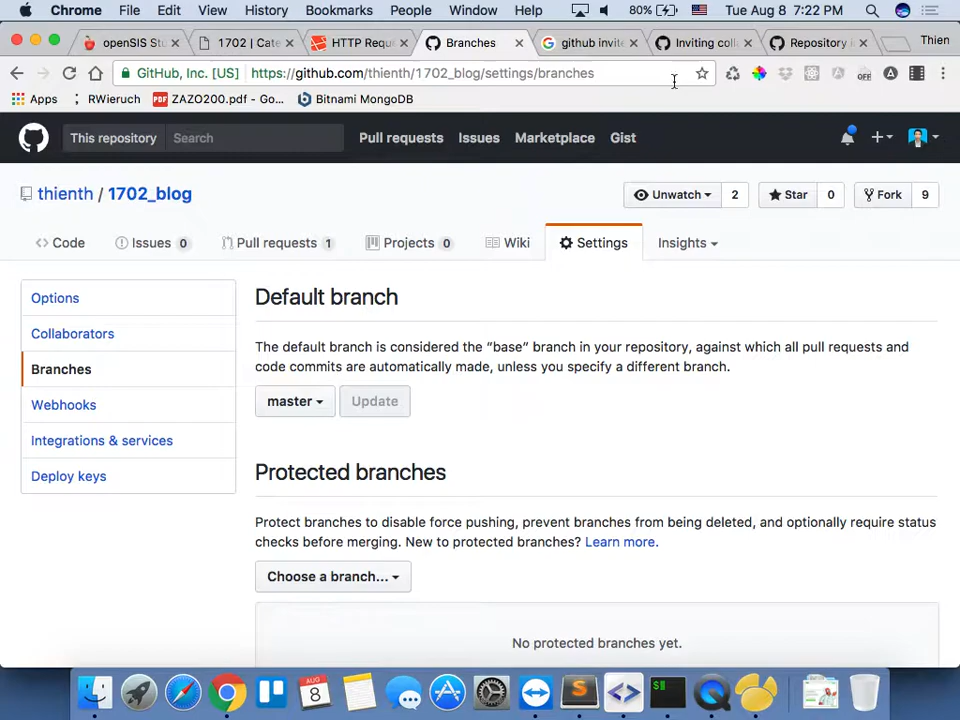 Chrome File Edit View History Bookmarks People Window Help 80% Tue Aug 8 7:22 PM
openSIS Stu 1702 | Cate HTTP Requ Branches github invite Inviting coll Repository i Thien
GitHub, Inc. [US] https://github.com/thienth/1702_blog/settings/branches
Apps RWieruch ZAZO200.pdf - Go... Bitnami MongoDB
This repository Search Pull requests Issues Marketplace Gist
thienth / 1702_blog Unwatch 2 Star 0 Fork 9
Code Issues 0 Pull requests 1 Projects 0 Wiki Settings Insights
Options
Collaborators
Branches
Webhooks
Integrations & services
Deploy keys
Default branch
The default branch is considered the “base” branch in your repository, against which all pull requests and
code commits are automatically made, unless you specify a different branch.
master Update
Protected branches
Protect branches to disable force pushing, prevent branches from being deleted, and optionally require status
checks before merging. New to protected branches? Learn more.
Choose a branch...
No protected branches yet.
AUG
8